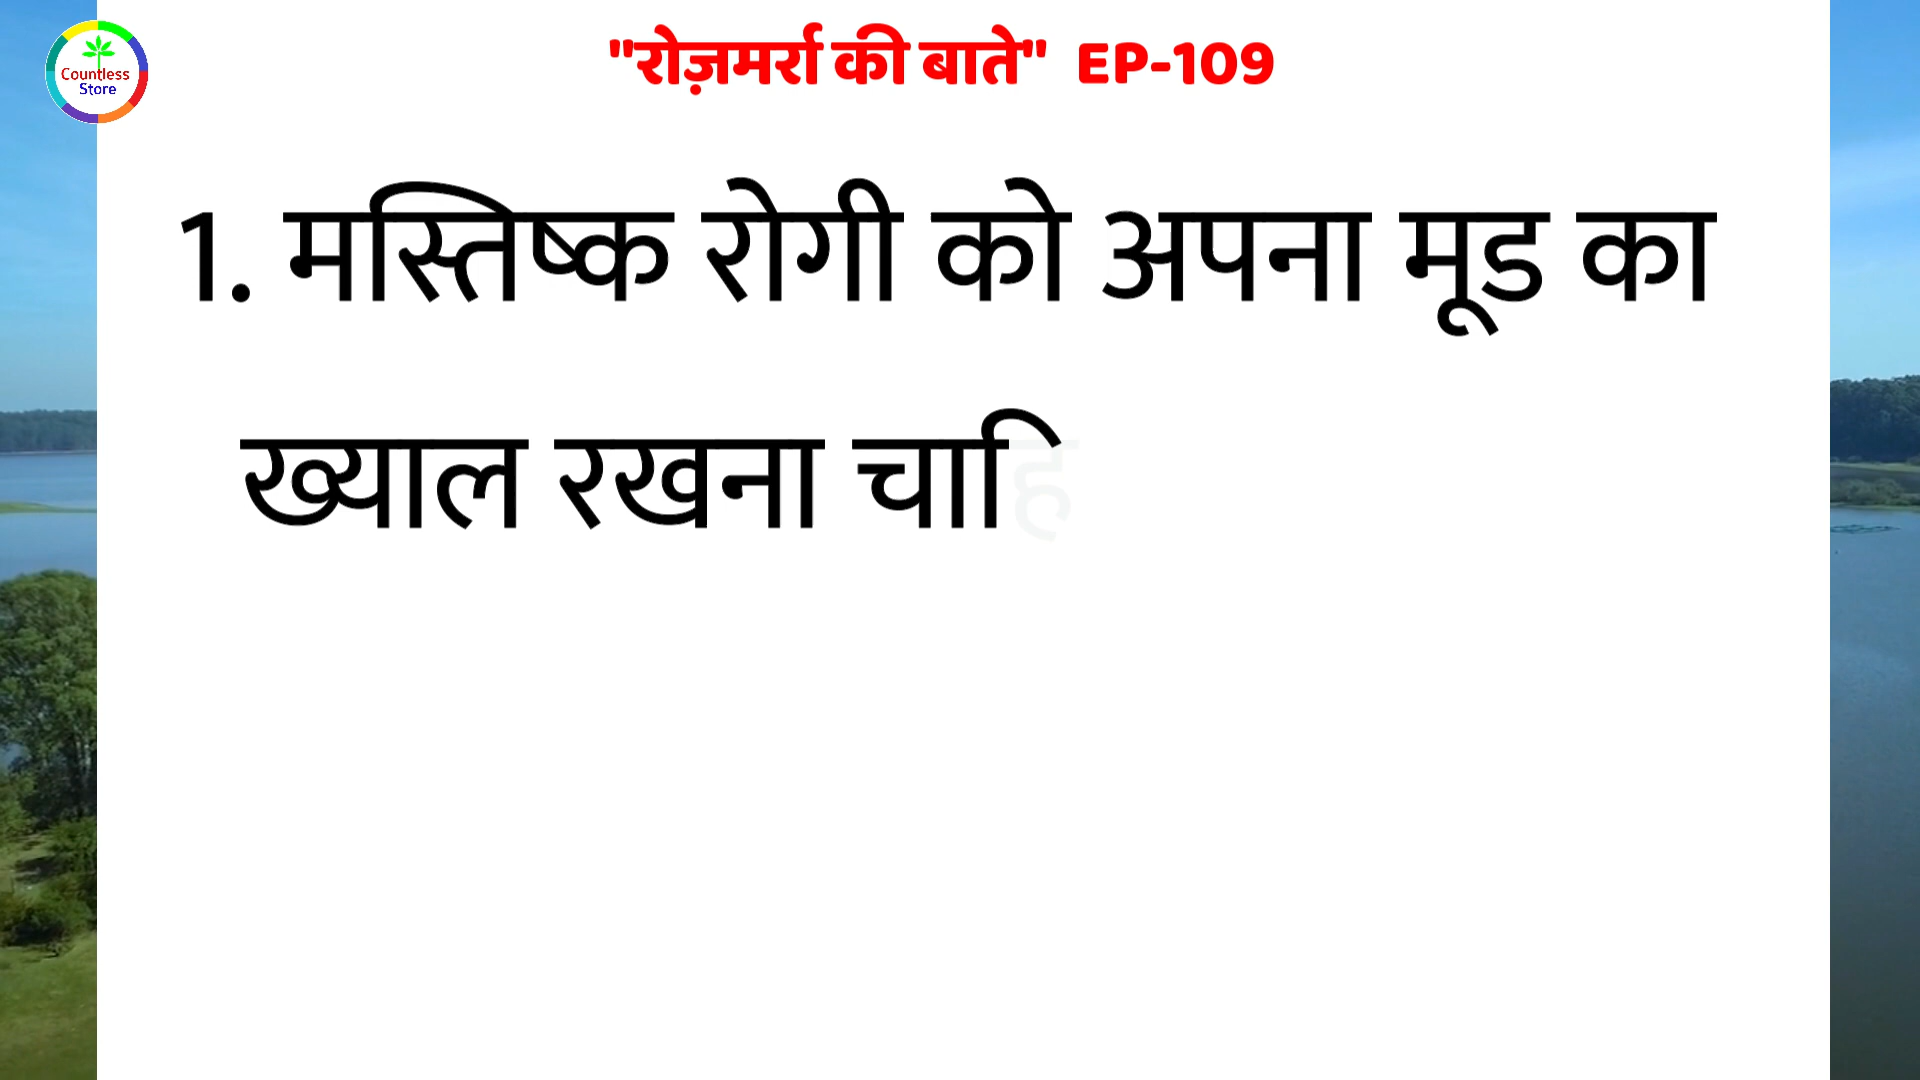 Countless
Store
"रोज़मर्रा की बाते" EP-109
1. मस्तिष्क रोगी को अपना मूड का
ख्याल रखना चाहि